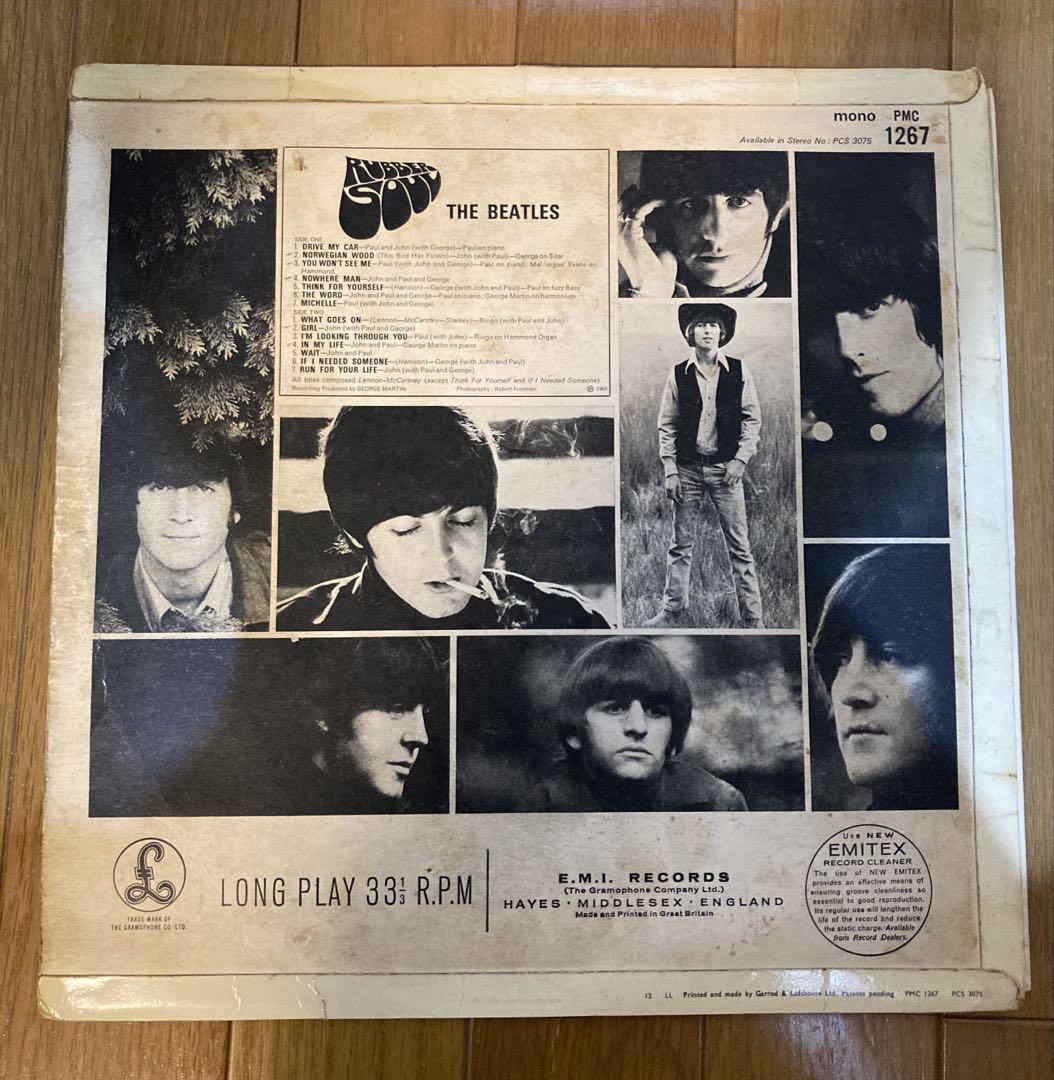 mono PMC
Available in Stereo No: PCS 3075 1267
RUBBER
SOUL
THE BEATLES
SIDE ONE
1. DRIVE MY CAR—Paul and John (with George)—Paul on piano
2. NORWEGIAN WOOD (This Bird Has Flown)—John (with Paul)—George on Sitar
3. YOU WON'T SEE ME—Paul (with John and George)—Paul on piano; Mal 'organ' Evans on
Hammond
4. NOWHERE MAN—John and Paul and George
5. THINK FOR YOURSELF—(Harrison)—George (with John and Paul)—Paul on fuzz Bass
6. THE WORD—John and Paul and George—Paul on piano; George Martin on harmonium
7. MICHELLE—Paul (with John and George)
SIDE TWO
1. WHAT GOES ON—(Lennon—McCartney—Starkey)—Ringo (with Paul and John)
2. GIRL—John (with Paul and George)
3. I'M LOOKING THROUGH YOU—Paul (with John)—Ringo on Hammond Organ
4. IN MY LIFE—John and Paul—George Martin on piano
5. WAIT—John and Paul
6. IF I NEEDED SOMEONE—(Harrison)—George (with John and Paul)
7. RUN FOR YOUR LIFE—John (with Paul and George)
All titles composed Lennon—McCartney (except Think For Yourself and If I Needed Someone).
Recording Produced by GEORGE MARTIN Photography: Robert Freeman ℗ 1965
£
TRADE MARK OF
THE GRAMOPHONE CO. LTD.
LONG PLAY 33 1/3 R.P.M
E.M.I. RECORDS
(The Gramophone Company Ltd.)
HAYES · MIDDLESEX · ENGLAND
Made and Printed in Great Britain
Use NEW
EMITEX
RECORD CLEANER
The use of NEW EMITEX
provides an effective means of
ensuring groove cleanliness so
essential to good reproduction.
Its regular use will lengthen the
life of the record and reduce
the static charge. Available
from Record Dealers.
12 LL Printed and made by Garrod & Lofthouse Ltd. Patents pending PMC 1267 PCS 3075